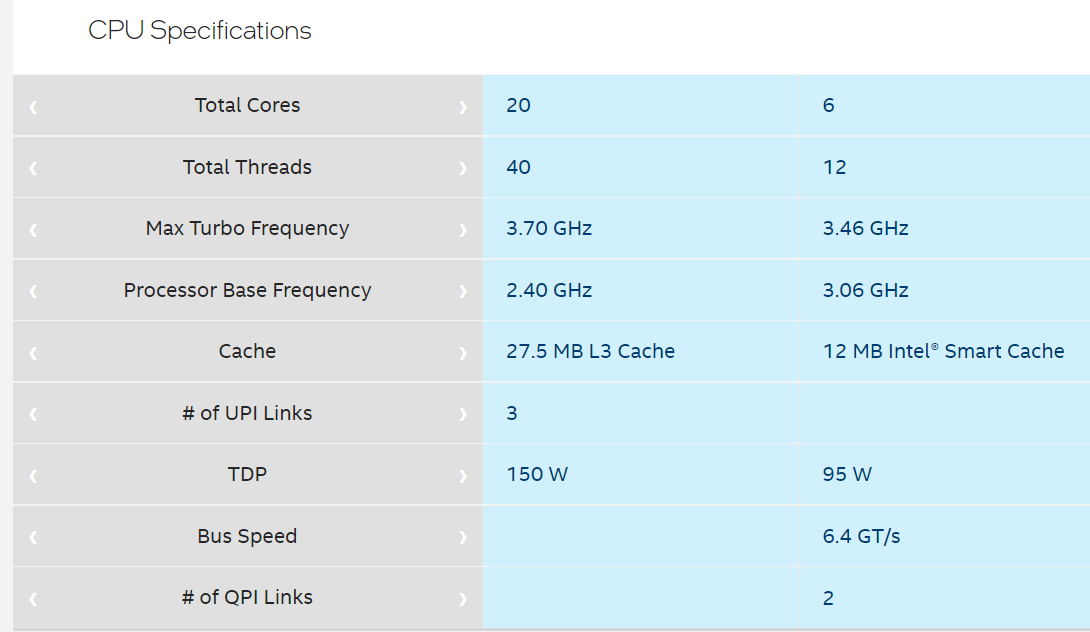 CPU Specifications
Total Cores 20 6
Total Threads 40 12
Max Turbo Frequency 3.70 GHz 3.46 GHz
Processor Base Frequency 2.40 GHz 3.06 GHz
Cache 27.5 MB L3 Cache 12 MB Intel® Smart Cache
# of UPI Links 3
TDP 150 W 95 W
Bus Speed 6.4 GT/s
# of QPI Links 2